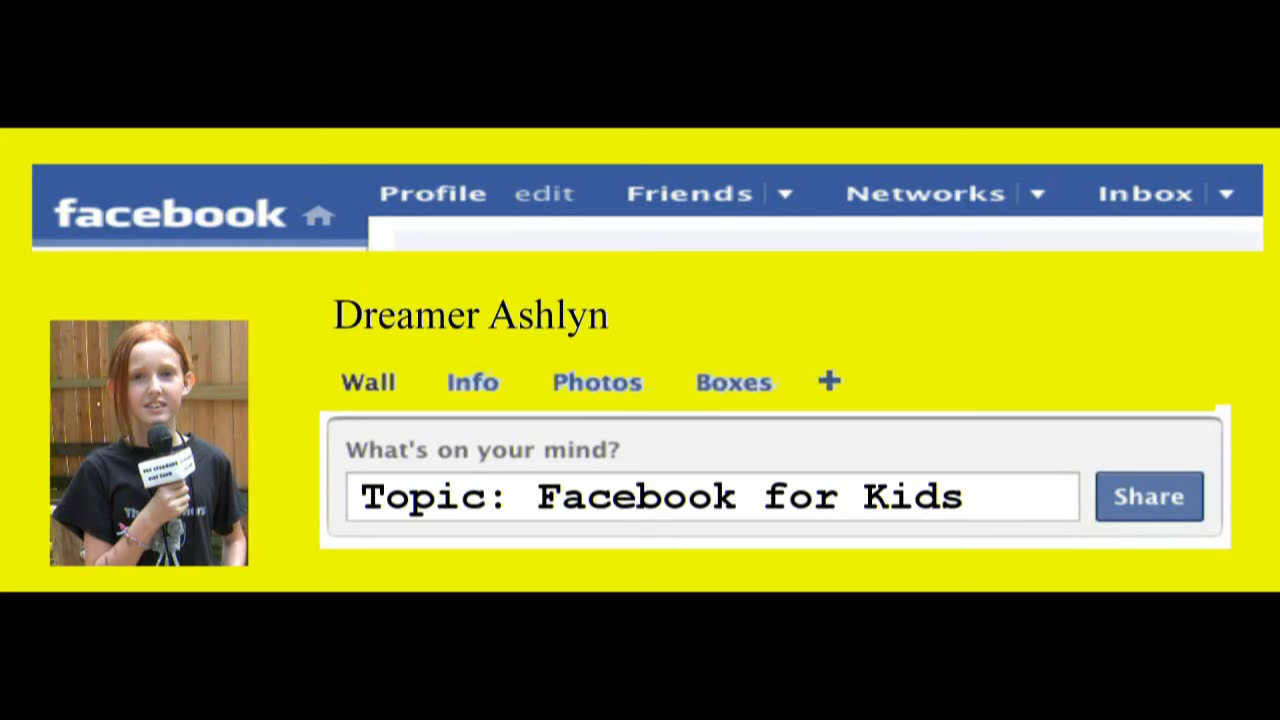 facebook
Profile edit Friends Networks Inbox
Dreamer Ashlyn
Wall Info Photos Boxes +
What's on your mind?
Topic: Facebook for Kids
Share